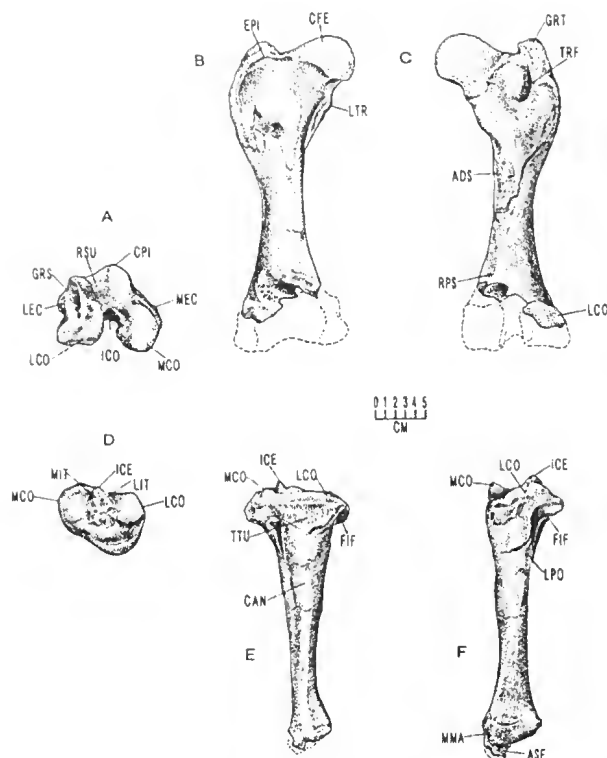 EPI CFE GRT
B C TRF
LTR
ADS
A
RSU CPI
GRS
LEC MEC RPS
LCO
LCO ICO MCO
0 1 2 3 4 5
CM
D
ICE
MIT ICE LIT MCO LCO LCO ICE
MCO LCO MCO
TTU FIF FIF
LPO
CAN
E F
MMA ASF